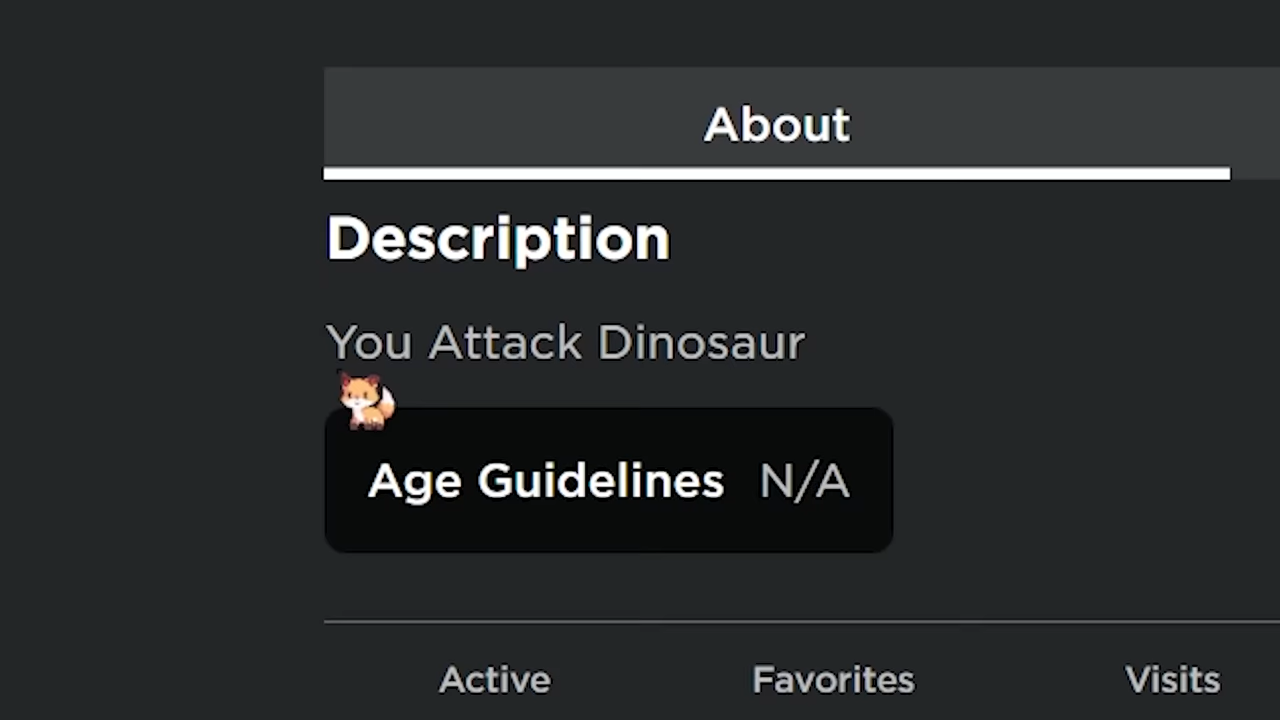 About
Description
You Attack Dinosaur
Age Guidelines N/A
Active Favorites Visits